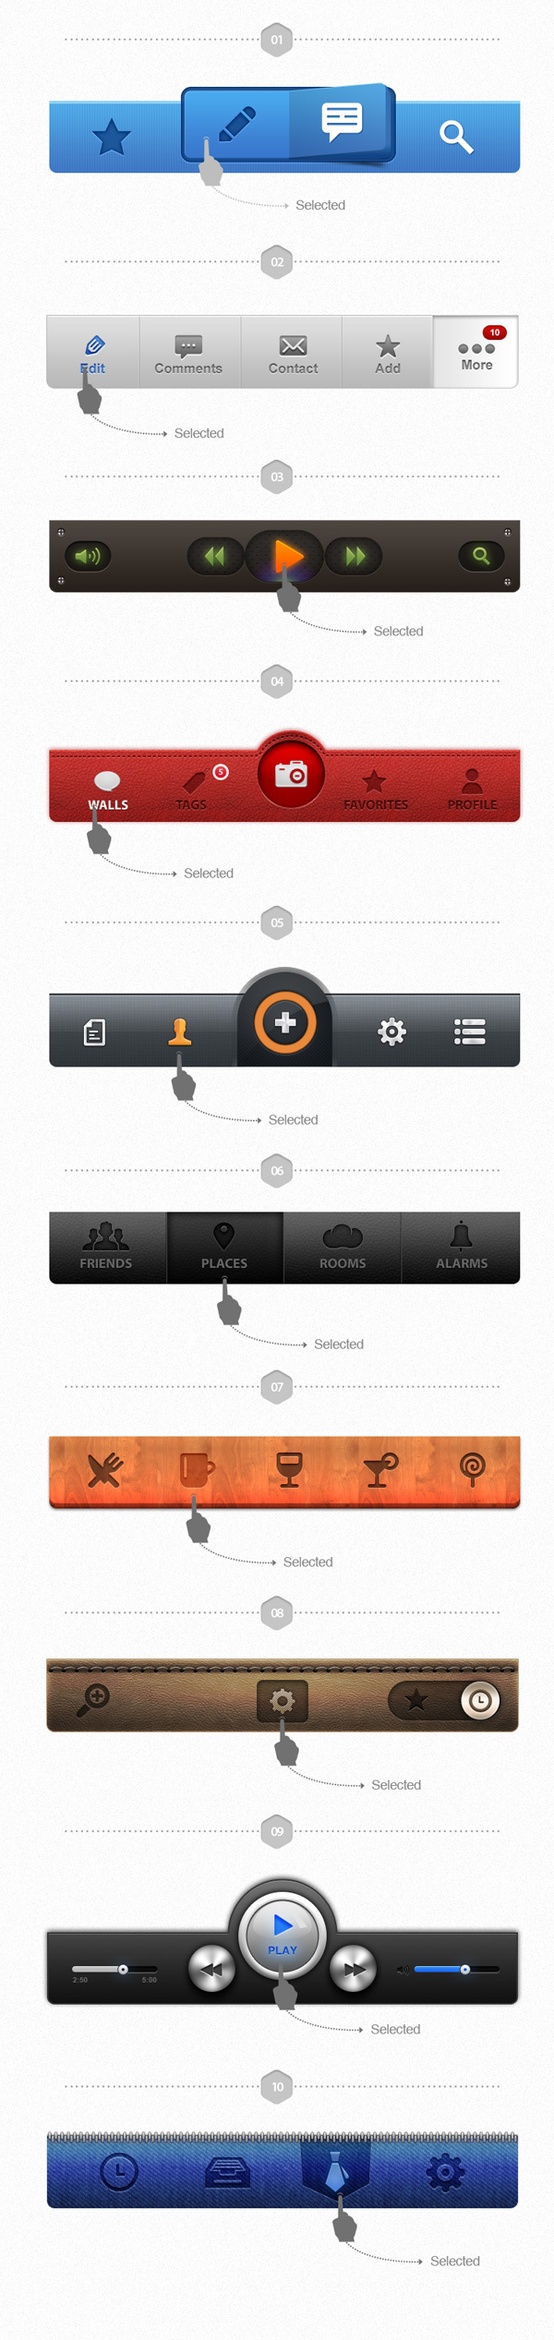 01
Selected
02
10
Edit Comments Contact Add More
Selected
03
Selected
04
5
WALLS TAGS FAVORITES PROFILE
Selected
05
Selected
06
FRIENDS PLACES ROOMS ALARMS
Selected
07
Selected
08
Selected
09
PLAY
2:50 5:00
Selected
10
Selected